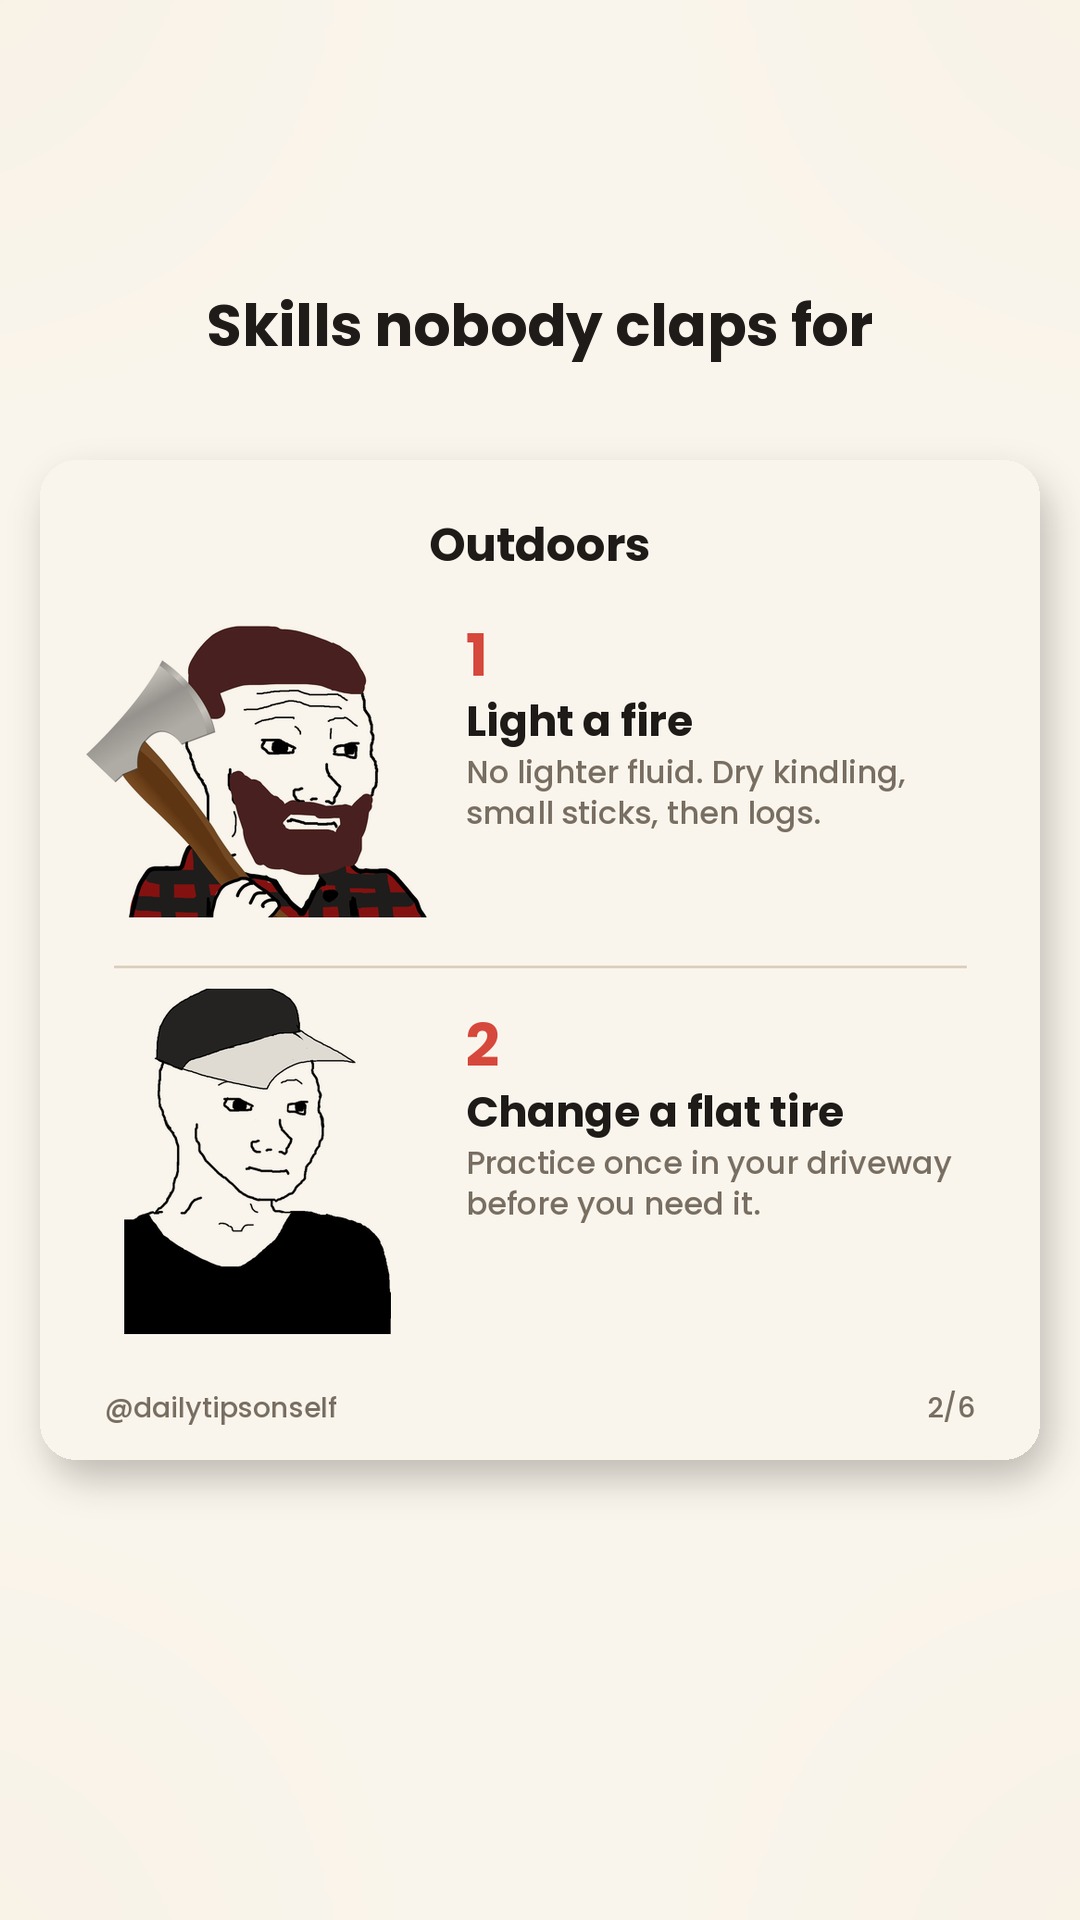 Skills nobody claps for
Outdoors
1
Light a fire
No lighter fluid. Dry kindling,
small sticks, then logs.
2
Change a flat tire
Practice once in your driveway
before you need it.
@dailytipsonself
2/6